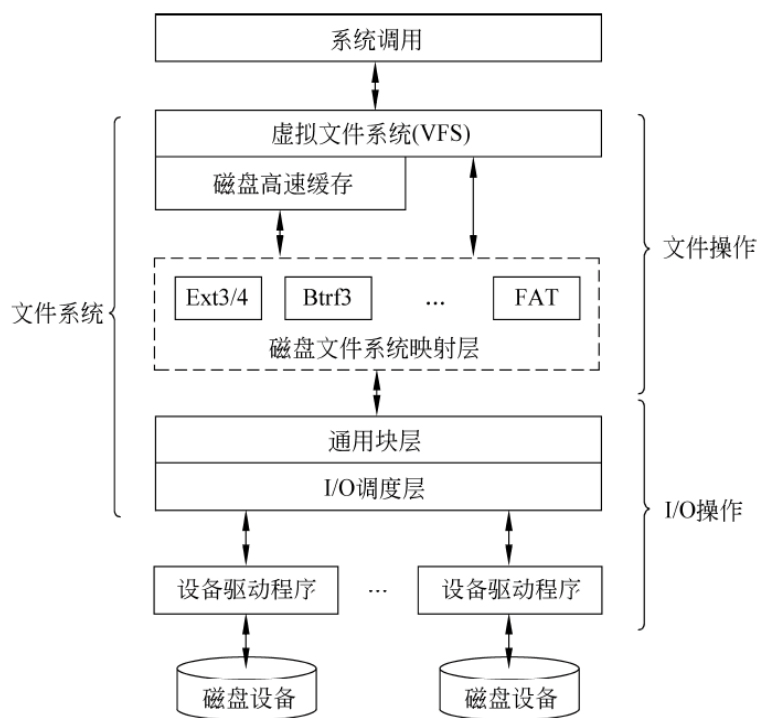 系统调用
虚拟文件系统(VFS)
磁盘高速缓存
文件操作
Ext3/4
Btrf3
...
FAT
文件系统
磁盘文件系统映射层
通用块层
I/O调度层
I/O操作
设备驱动程序
...
设备驱动程序
磁盘设备
磁盘设备